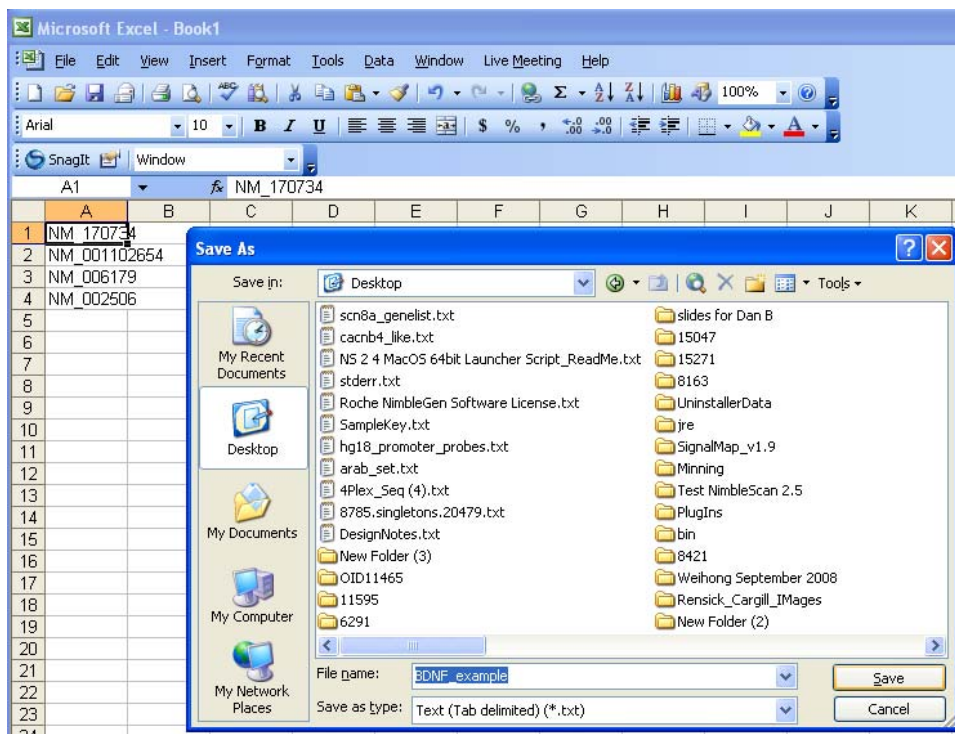 Microsoft Excel - Book1
File Edit View Insert Format Tools Data Window Live Meeting Help
100%
Arial 10 B I U $ % , .00
SnagIt Window
A1 fx NM_170734
A B C D E F G H I J K
1 NM_170734
2 NM_001102654
3 NM_006179
4 NM_002506
5
6
7
8
9
10
11
12
13
14
15
16
17
18
19
20
21
22
23
24
Save As
Save in: Desktop Tools
My Recent Documents
Desktop
My Documents
My Computer
My Network Places
scn8a_genelist.txt
cacnb4_like.txt
NS 2 4 MacOS 64bit Launcher Script_ReadMe.txt
stderr.txt
Roche NimbleGen Software License.txt
SampleKey.txt
hg18_promoter_probes.txt
arab_set.txt
4Plex_Seq (4).txt
8785.singletons.20479.txt
DesignNotes.txt
New Folder (3)
OID11465
11595
6291
slides for Dan B
15047
15271
8163
UninstallerData
jre
SignalMap_v1.9
Minning
Test NimbleScan 2.5
PlugIns
bin
8421
Weihong September 2008
Rensick_Cargill_IMages
New Folder (2)
File name: BDNF_example Save
Save as type: Text (Tab delimited) (*.txt) Cancel